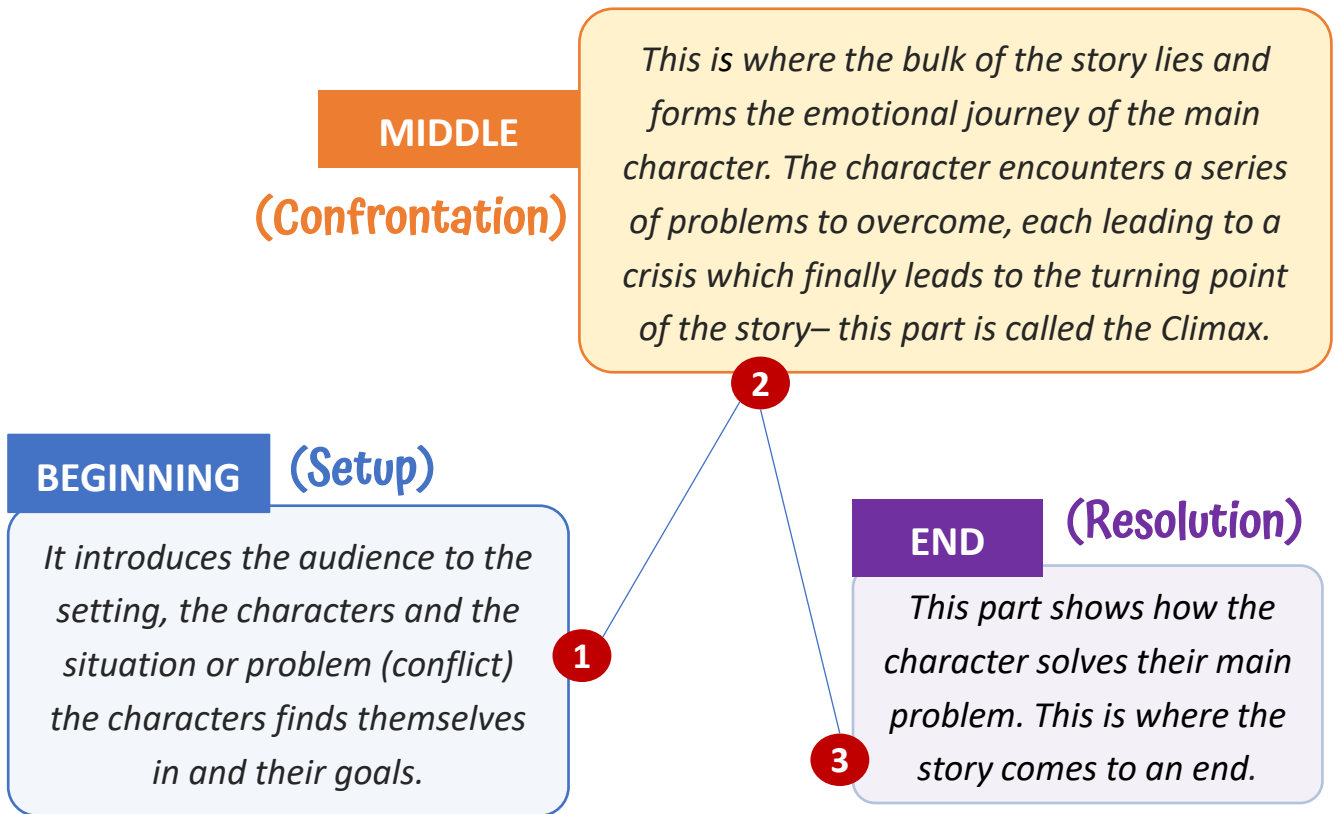 BEGINNING
(Setup)
It introduces the audience to the
setting, the characters and the
situation or problem (conflict)
the characters finds themselves
in and their goals.
1
MIDDLE
(Confrontation)
This is where the bulk of the story lies and
forms the emotional journey of the main
character. The character encounters a series
of problems to overcome, each leading to a
crisis which finally leads to the turning point
of the story– this part is called the Climax.
2
END
(Resolution)
This part shows how the
character solves their main
problem. This is where the
story comes to an end.
3